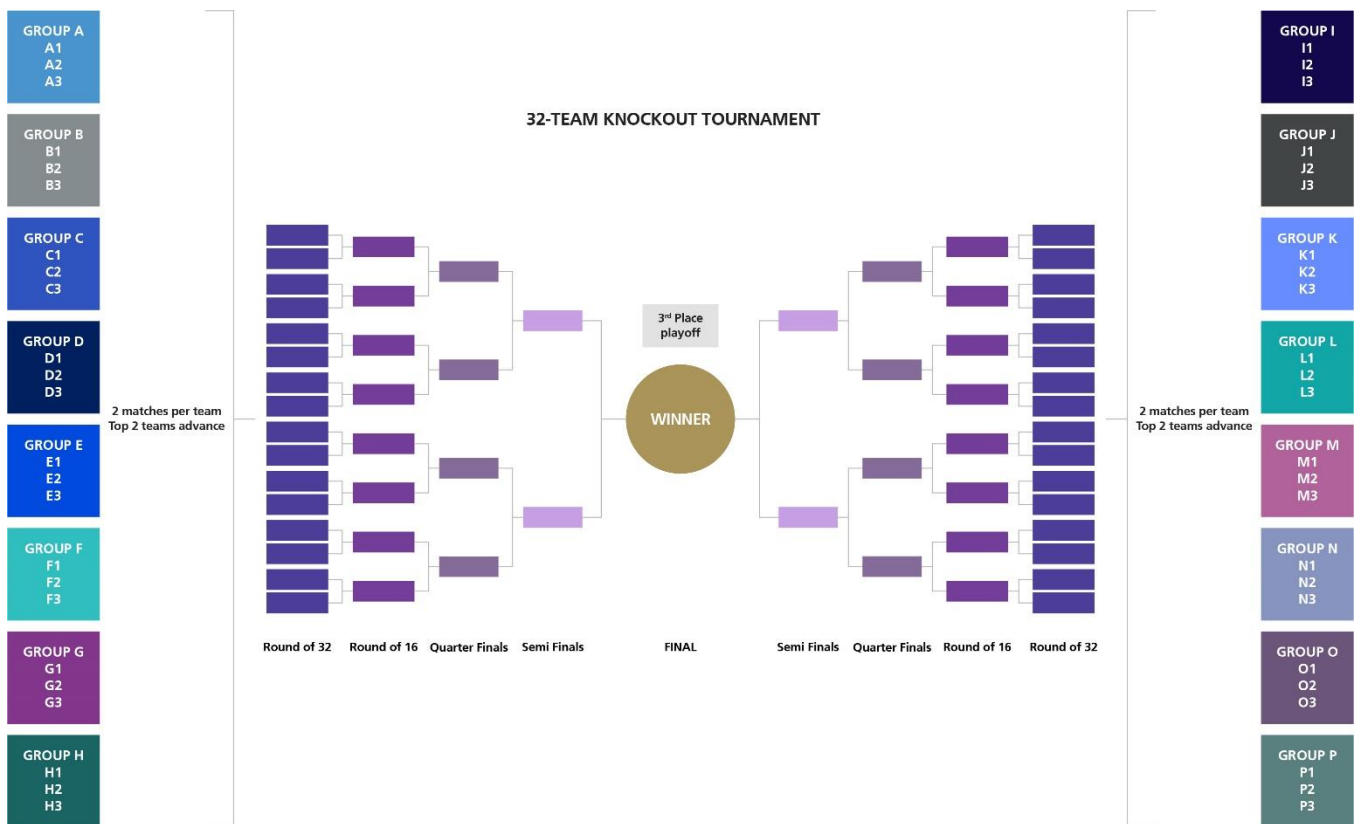 GROUP A
A1
A2
A3
GROUP B
B1
B2
B3
GROUP C
C1
C2
C3
GROUP D
D1
D2
D3
GROUP E
E1
E2
E3
GROUP F
F1
F2
F3
GROUP G
G1
G2
G3
GROUP H
H1
H2
H3
2 matches per team
Top 2 teams advance
32-TEAM KNOCKOUT TOURNAMENT
3rd Place
playoff
WINNER
Round of 32 Round of 16 Quarter Finals Semi Finals FINAL Semi Finals Quarter Finals Round of 16 Round of 32
2 matches per team
Top 2 teams advance
GROUP I
I1
I2
I3
GROUP J
J1
J2
J3
GROUP K
K1
K2
K3
GROUP L
L1
L2
L3
GROUP M
M1
M2
M3
GROUP N
N1
N2
N3
GROUP O
O1
O2
O3
GROUP P
P1
P2
P3